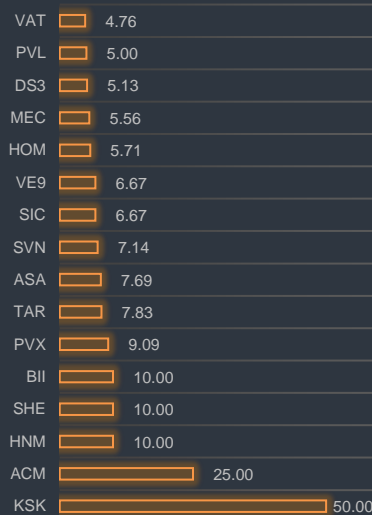 VAT 4.76
PVL 5.00
DS3 5.13
MEC 5.56
HOM 5.71
VE9 6.67
SIC 6.67
SVN 7.14
ASA 7.69
TAR 7.83
PVX 9.09
BII 10.00
SHE 10.00
HNM 10.00
ACM 25.00
KSK 50.00